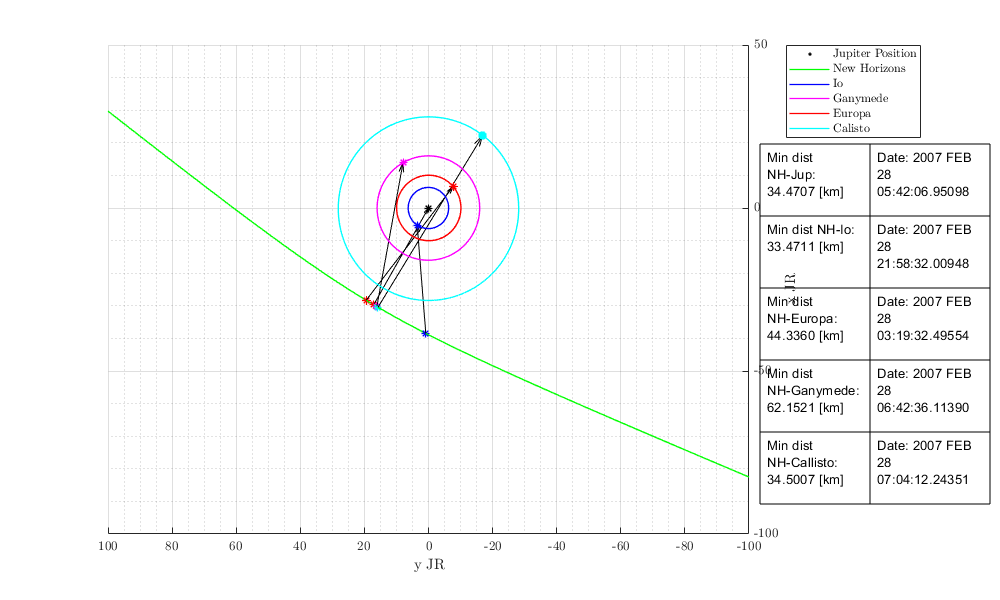 50
0
-50
-100
100
80
60
40
20
0
-20
-40
-60
-80
-100
y JR
JR
Jupiter Position
New Horizons
Io
Ganymede
Europa
Calisto
Min dist
NH-Jup:
34.4707 [km]
Date: 2007 FEB
28
05:42:06.95098
Min dist NH-Io:
33.4711 [km]
Date: 2007 FEB
28
21:58:32.00948
Min dist
NH-Europa:
44.3360 [km]
Date: 2007 FEB
28
03:19:32.49554
Min dist
NH-Ganymede:
62.1521 [km]
Date: 2007 FEB
28
06:42:36.11390
Min dist
NH-Callisto:
34.5007 [km]
Date: 2007 FEB
28
07:04:12.24351